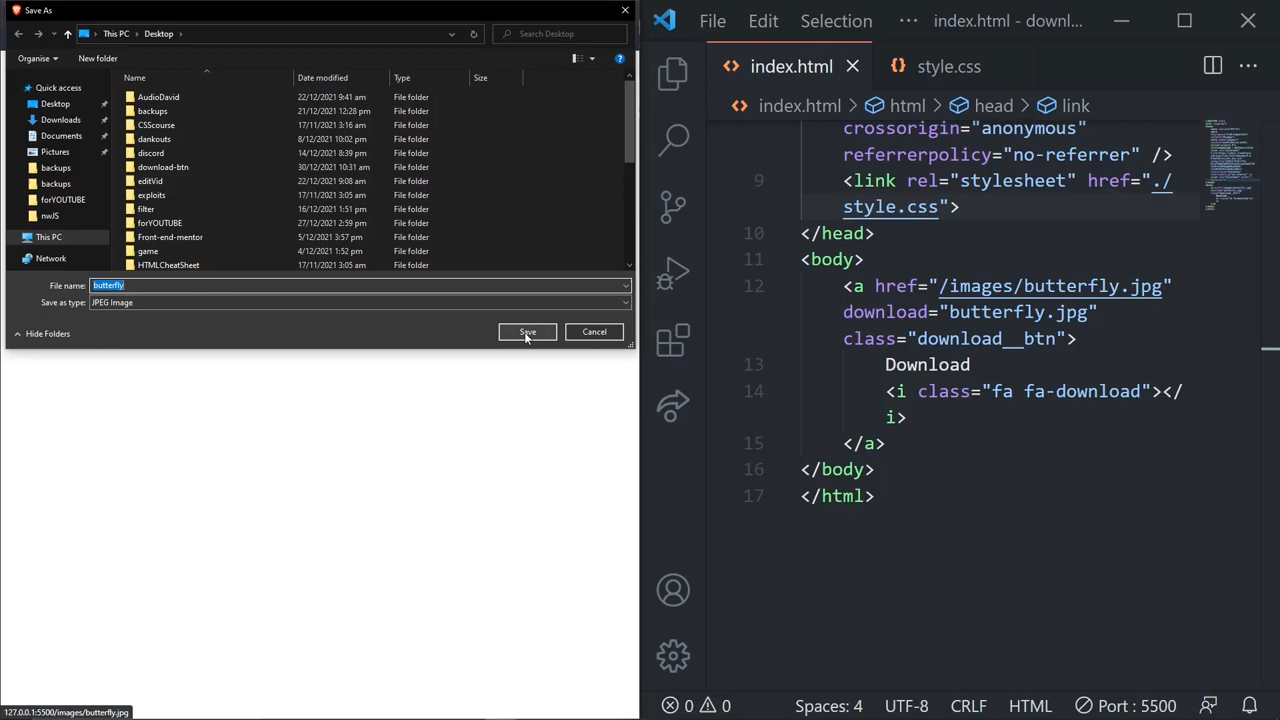 Save As
This PC
Desktop
Search Desktop
Organise
New folder
Quick access
Desktop
Downloads
Documents
Pictures
backups
backups
forYOUTUBE
nwJS
This PC
Network
Name Date modified Type Size
AudioDavid 22/12/2021 9:41 am File folder
backups 21/12/2021 12:28 pm File folder
CSScourse 17/11/2021 3:16 am File folder
dankouts 8/12/2021 10:02 pm File folder
discord 14/12/2021 8:39 pm File folder
download-btn 30/12/2021 10:31 am File folder
editVid 22/12/2021 9:08 am File folder
exploits 17/11/2021 3:05 am File folder
filter 16/12/2021 1:51 pm File folder
forYOUTUBE 27/12/2021 2:59 pm File folder
Front-end-mentor 5/12/2021 3:57 pm File folder
game 4/12/2021 1:52 pm File folder
HTMLCheatSheet 17/11/2021 3:05 am File folder
File name: butterfly
Save as type: JPEG Image
Hide Folders
Save
Cancel
127.0.0.1:5500/images/butterfly.jpg
File Edit Selection ··· index.html - downl...
index.html
style.css
index.html > html > head > link
crossorigin="anonymous"
referrerpolicy="no-referrer" />
9 <link rel="stylesheet" href="./
style.css">
10 </head>
11 <body>
12 <a href="/images/butterfly.jpg"
download="butterfly.jpg"
class="download__btn">
13 Download
14 <i class="fa fa-download"></
i>
15 </a>
16 </body>
17 </html>
0 0 Spaces: 4 UTF-8 CRLF HTML Port : 5500